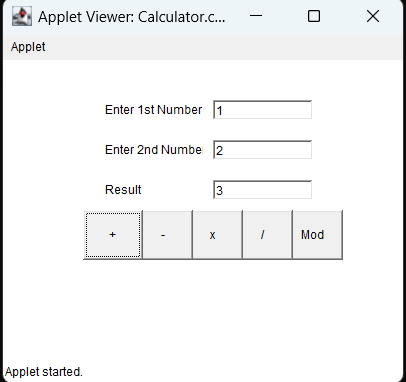 Applet Viewer: Calculator.c...
Applet
Enter 1st Number 1
Enter 2nd Numbe 2
Result 3
+ - x / Mod
Applet started.